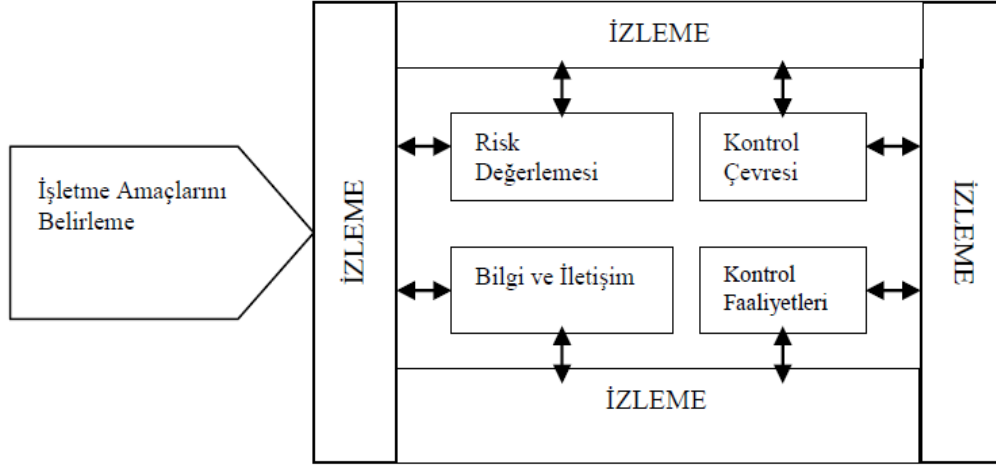 İZLEME
Risk
Değerlemesi
Kontrol
Çevresi
İşletme Amaçlarını
Belirleme
İZLEME
İZLEME
Bilgi ve İletişim
Kontrol
Faaliyetleri
İZLEME